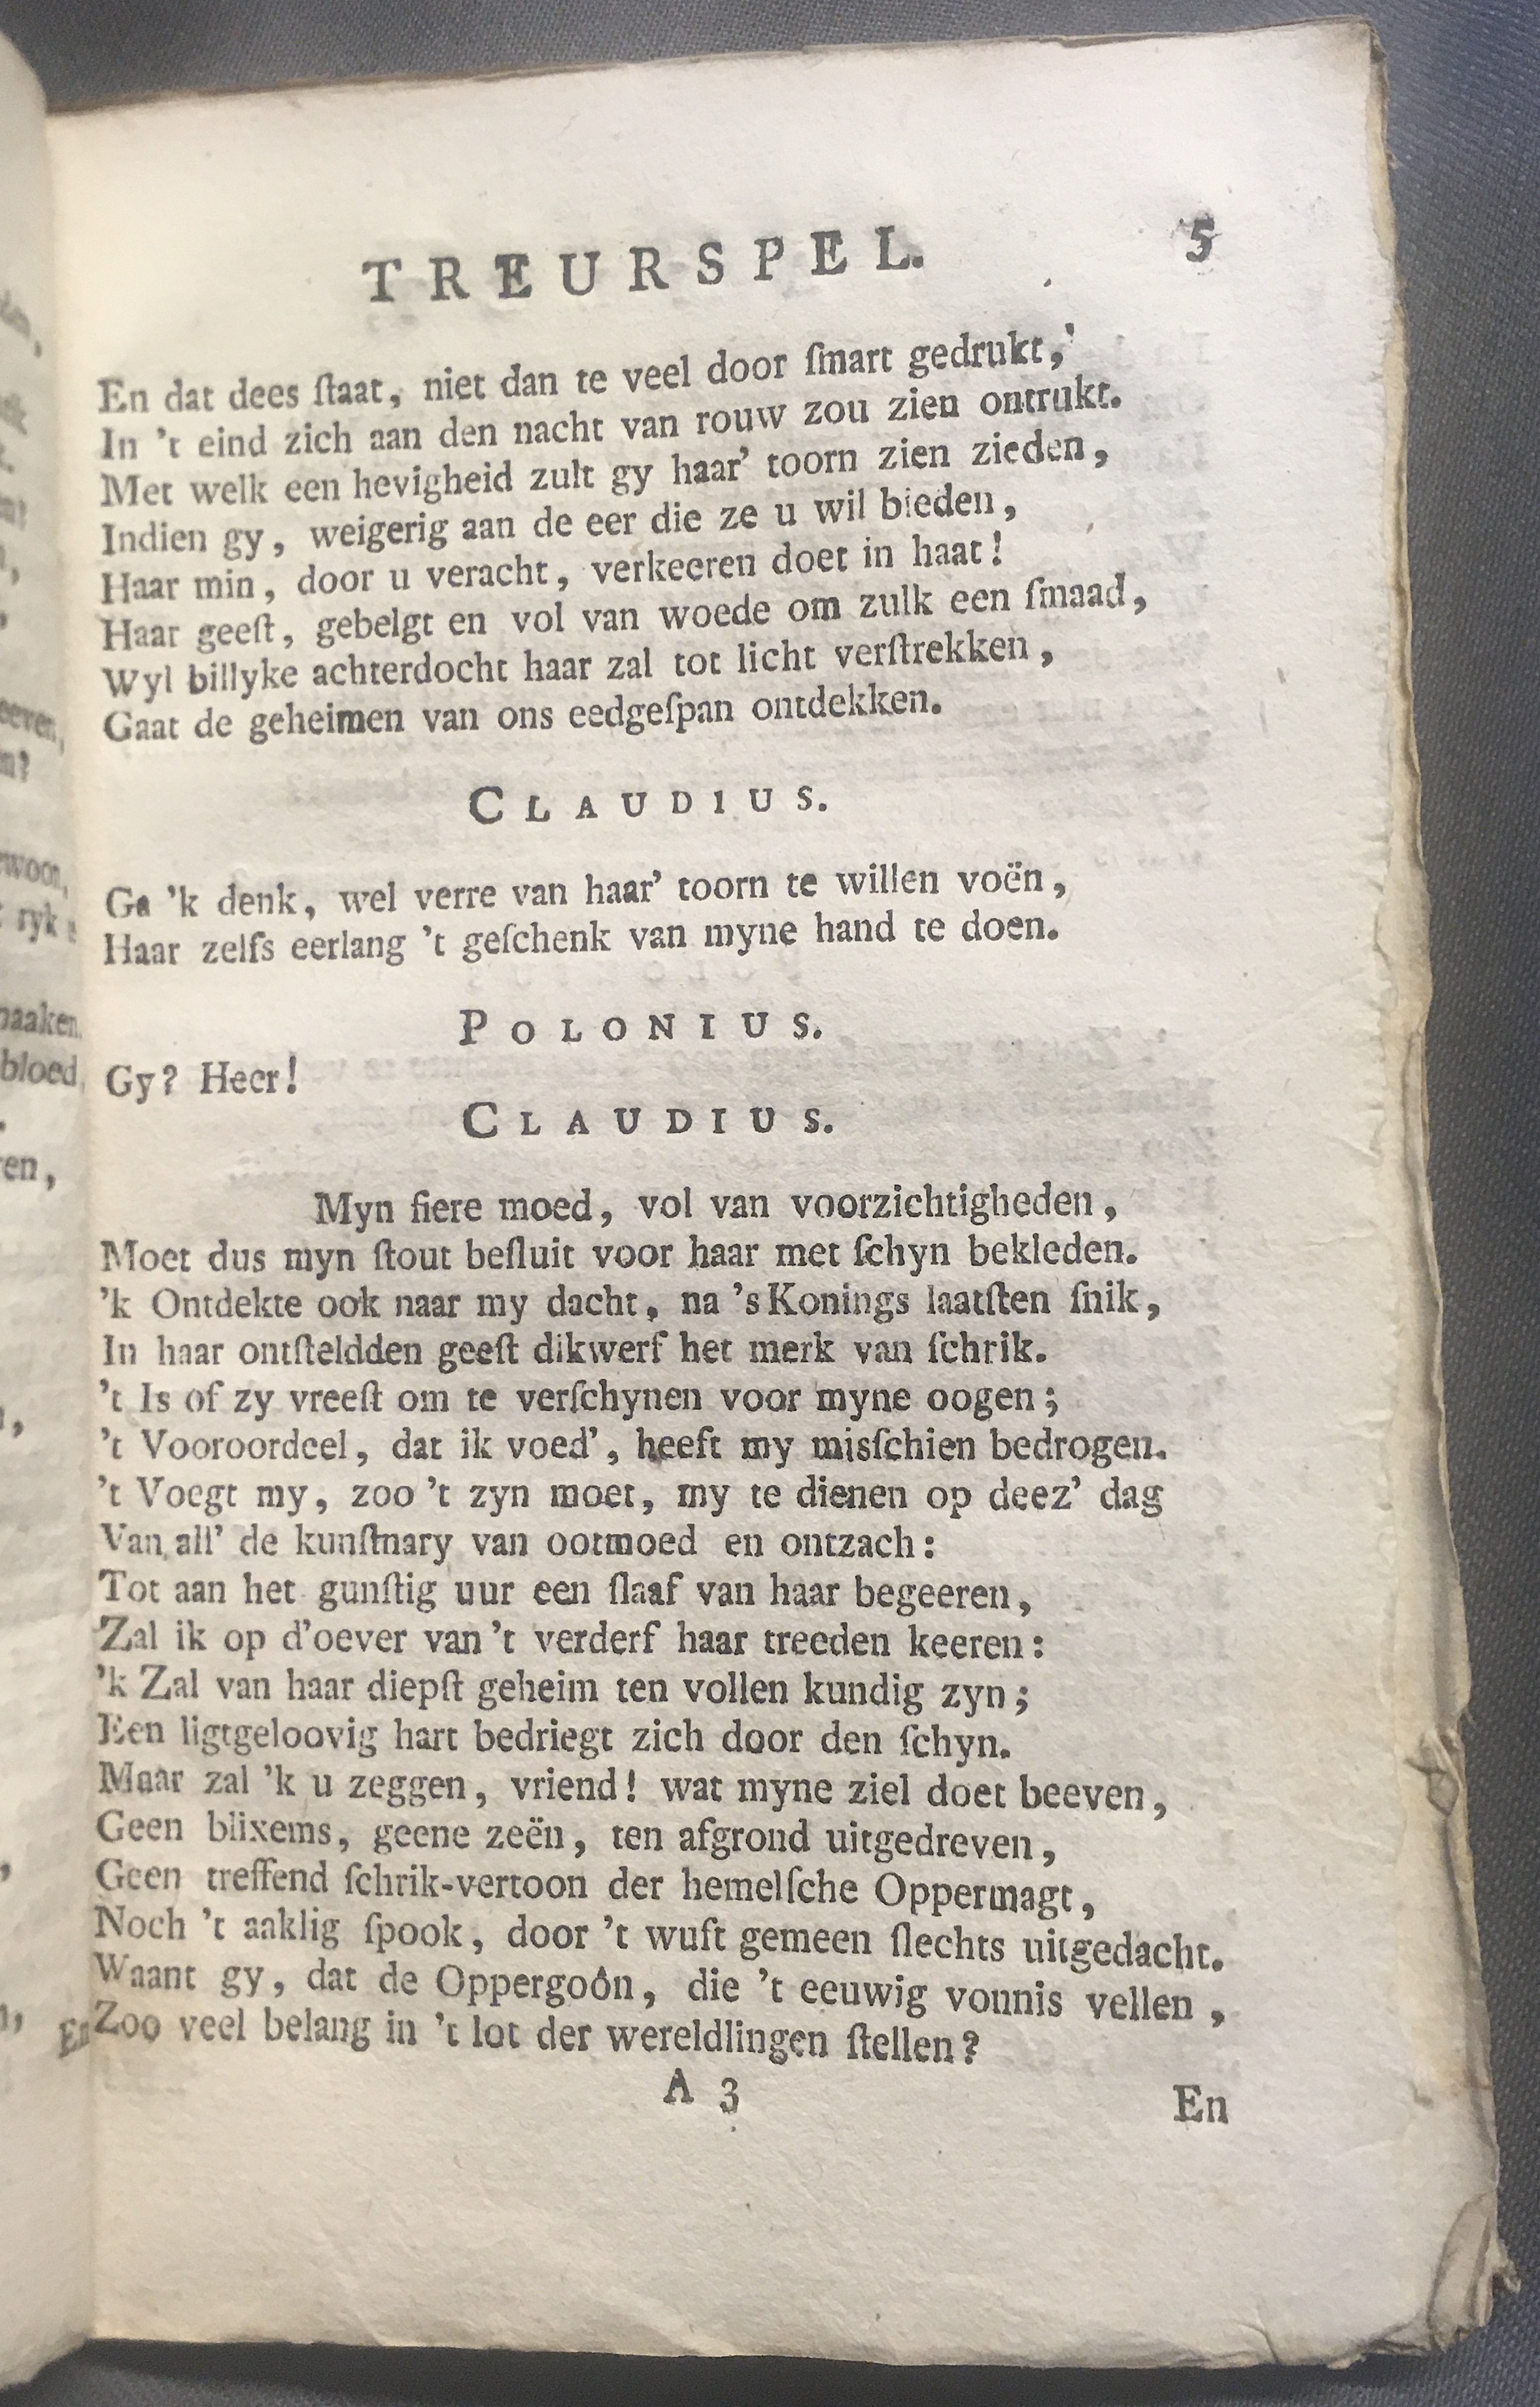 TREURSPEL. 5
En dat dees ſtaat, niet dan te veel door ſmart gedrukt,
In 't eind zich aan den nacht van rouw zou zien ontrukt.
Met welk een hevigheid zult gy haar' toorn zien zieden,
Indien gy, weigerig aan de eer die ze u wil bieden,
Haar min, door u veracht, verkeeren doet in haat!
Haar geeſt, gebelgt en vol van woede om zulk een ſmaad,
Wyl billyke achterdocht haar zal tot licht verſtrekken,
Gaat de geheimen van ons eedgeſpan ontdekken.
CLAUDIUS.
Ga 'k denk, wel verre van haar' toorn te willen voën,
Haar zelfs eerlang 't geſchenk van myne hand te doen.
POLONIUS.
Gy? Heer!
CLAUDIUS.
Myn fiere moed, vol van voorzichtigheden,
Moet dus myn ſtout beſluit voor haar met ſchyn bekleden.
'k Ontdekte ook naar my dacht, na 's Konings laatſten ſnik,
In haar ontſteldden geeſt dikwerf het merk van ſchrik.
't Is of zy vreeſt om te verſchynen voor myne oogen;
't Vooroordeel, dat ik voed', heeft my misſchien bedrogen.
't Voegt my, zoo 't zyn moet, my te dienen op deez' dag
Van all' de kunſtnary van ootmoed en ontzach:
Tot aan het gunſtig uur een ſlaaf van haar begeeren,
Zal ik op d'oever van 't verderf haar treeden keeren:
'k Zal van haar diepſt geheim ten vollen kundig zyn;
Een ligtgeloovig hart bedriegt zich door den ſchyn.
Maar zal 'k u zeggen, vriend! wat myne ziel doet beeven,
Geen blixems, geene zeën, ten afgrond uitgedreven,
Geen treffend ſchrik-vertoon der hemelſche Oppermagt,
Noch 't aaklig ſpook, door 't wuft gemeen ſlechts uitgedacht.
Waant gy, dat de Oppergoôn, die 't eeuwig vonnis vellen,
Zoo veel belang in 't lot der wereldlingen ſtellen?
A 3 En
ryk
bloed,
En